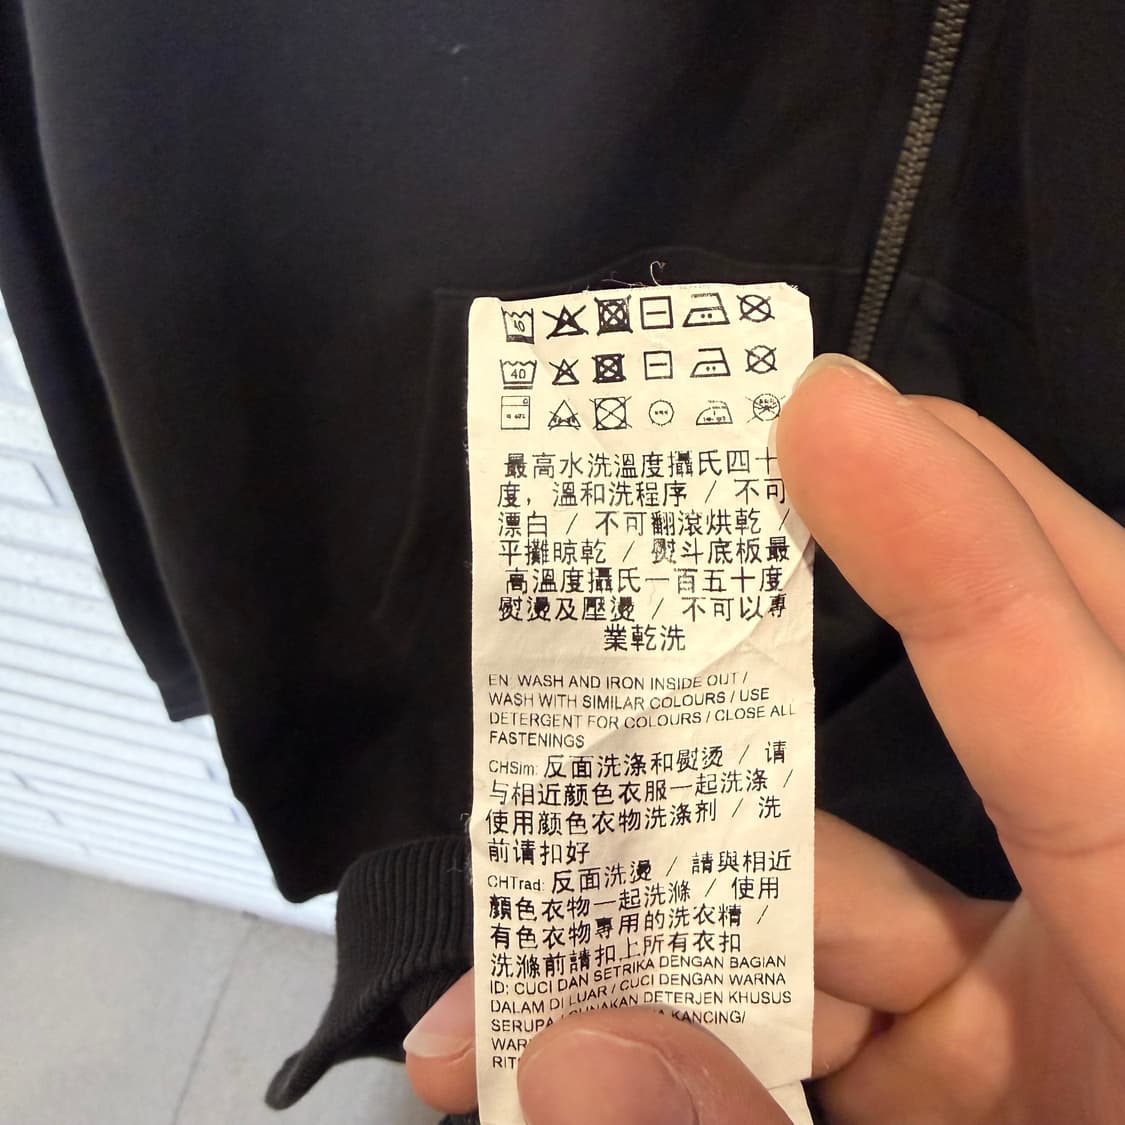 40
最高水洗溫度攝氏四十
度，溫和洗程序 / 不可
漂白 / 不可翻滾烘乾 /
平攤晾乾 / 熨斗底板最
高溫度攝氏一百五十度
熨燙及壓燙 / 不可以專
業乾洗
EN: WASH AND IRON INSIDE OUT /
WASH WITH SIMILAR COLOURS / USE
DETERGENT FOR COLOURS / CLOSE ALL
FASTENINGS
CHSim: 反面洗涤和熨烫 / 请
与相近颜色衣服一起洗涤 /
使用颜色衣物洗涤剂 / 洗
前请扣好
CHTrad: 反面洗燙 / 請與相近
顏色衣物一起洗滌 / 使用
有色衣物專用的洗衣精 /
洗滌前請扣上所有衣扣
ID: CUCI DAN SETRIKA DENGAN BAGIAN
DALAM DI LUAR / CUCI DENGAN WARNA
SERUPA / GUNAKAN DETERJEN KHUSUS
KANCING/